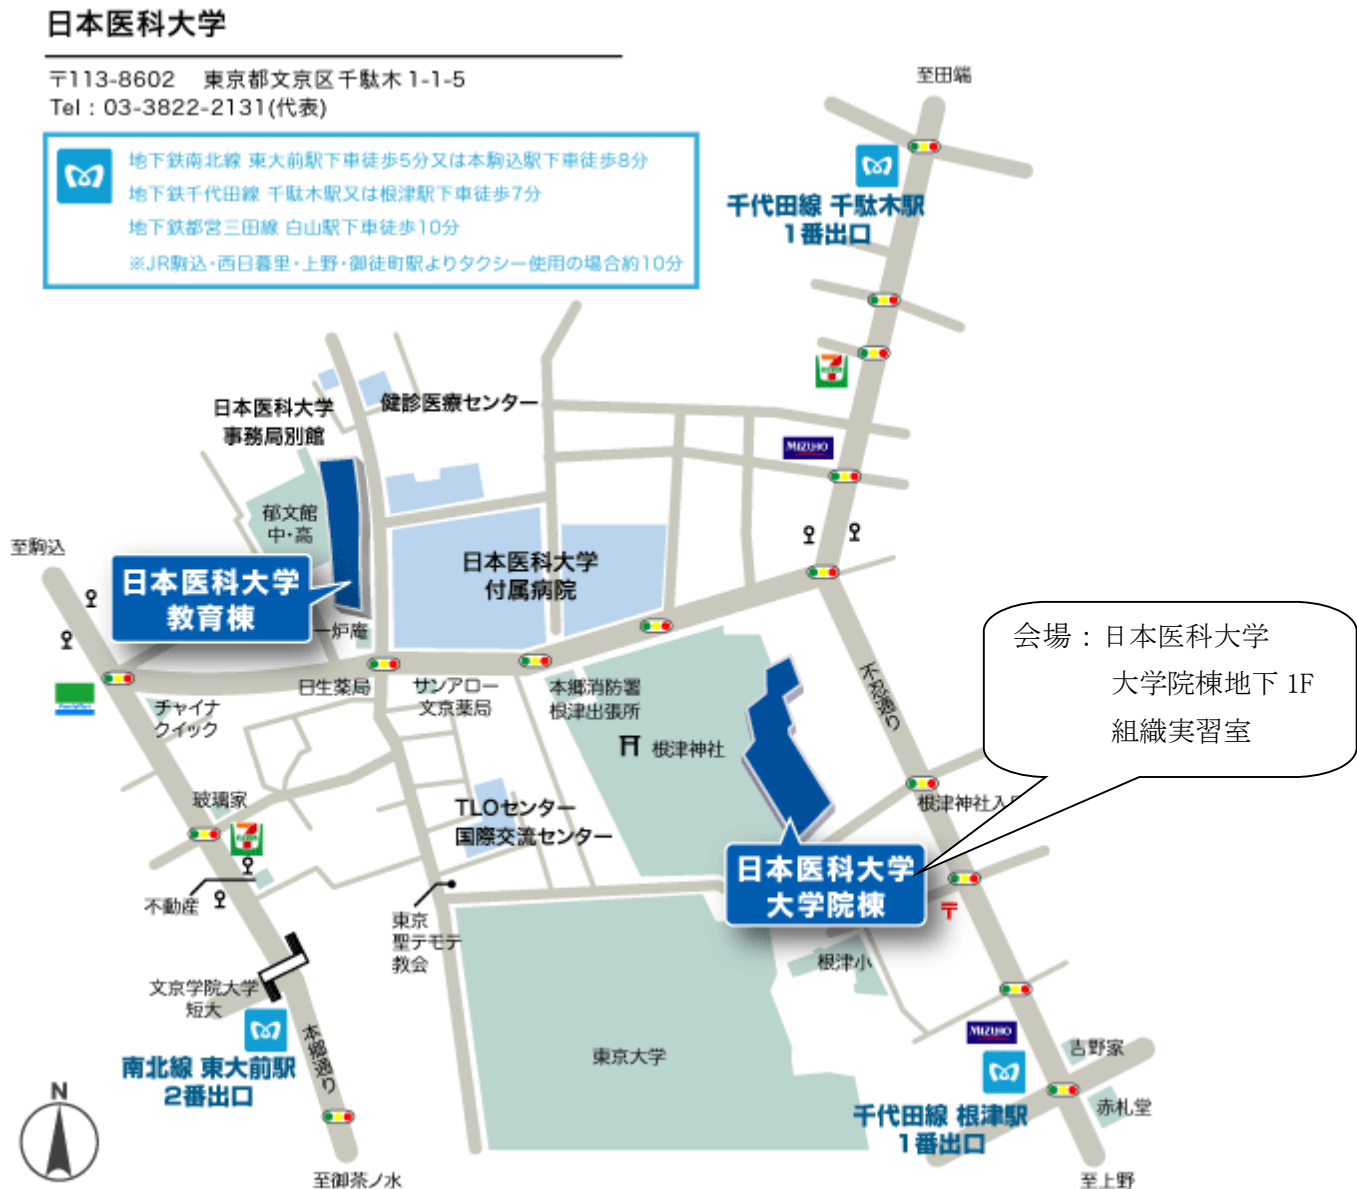 日本医科大学
〒113-8602 東京都文京区千駄木1-1-5
Tel：03-3822-2131(代表)
地下鉄南北線 東大前駅下車徒歩5分又は本駒込駅下車徒歩8分
地下鉄千代田線 千駄木駅又は根津駅下車徒歩7分
地下鉄都営三田線 白山駅下車徒歩10分
※JR駒込・西日暮里・上野・御徒町駅よりタクシー使用の場合約10分
至田端
千代田線 千駄木駅
1番出口
日本医科大学
事務局別館
健診医療センター
MIZUHO
郁文館
中・高
至駒込
日本医科大学
教育棟
日本医科大学
付属病院
一炉庵
会場：日本医科大学
大学院棟地下 1F
組織実習室
日生薬局
サンアロー
文京薬局
本郷消防署
根津出張所
不忍通り
チャイナ
クイック
根津神社
玻璃家
TLOセンター
国際交流センター
根津神社入口
日本医科大学
大学院棟
不動産
〒
東京
聖テモテ
教会
根津小
文京学院大学
短大
本郷通り
南北線 東大前駅
2番出口
東京大学
MIZUHO
吉野家
千代田線 根津駅
1番出口
赤札堂
N
至御茶ノ水
至上野